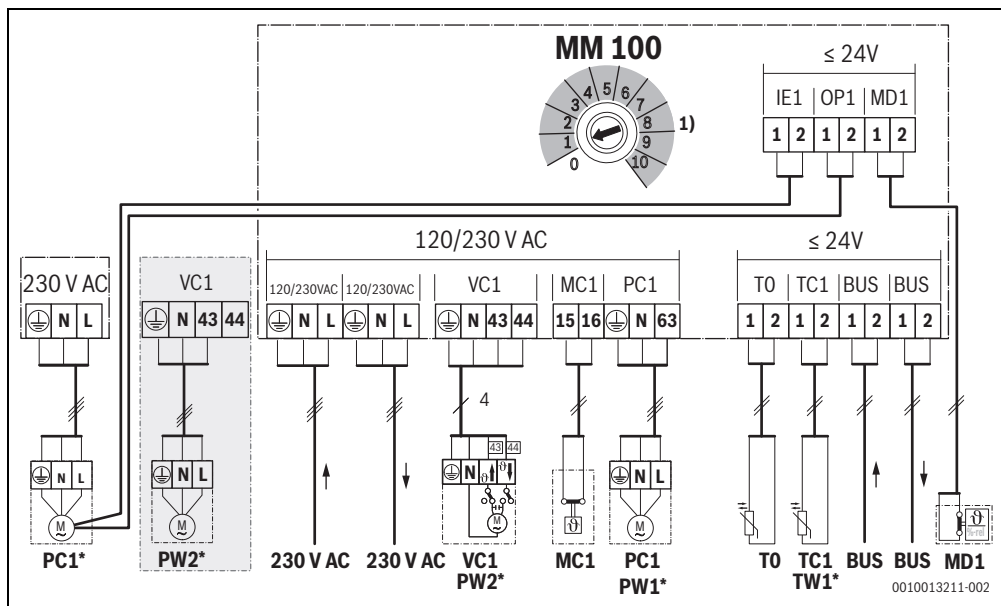 MM 100
0 1 2 3 4 5 6 7 8 9 10
1)
≤ 24V
IE1 OP1 MD1
1 2 1 2 1 2
120/230 V AC
≤ 24V
230 V AC
VC1
120/230VAC 120/230VAC
VC1
MC1
PC1
T0 TC1 BUS BUS
N L
N 43 44
N L
N L
N 43 44
15 16
N 63
1 2 1 2 1 2 1 2
4
43 44
N L
N L
N
ϑ ϑ
N L
M ~
M ~
M ~
ϑ
M ~
ϑ
%-rel
PC1*
PW2*
230 V AC
230 V AC
VC1
PW2*
MC1
PC1
PW1*
T0
TC1
TW1*
BUS
BUS
MD1
0010013211-002